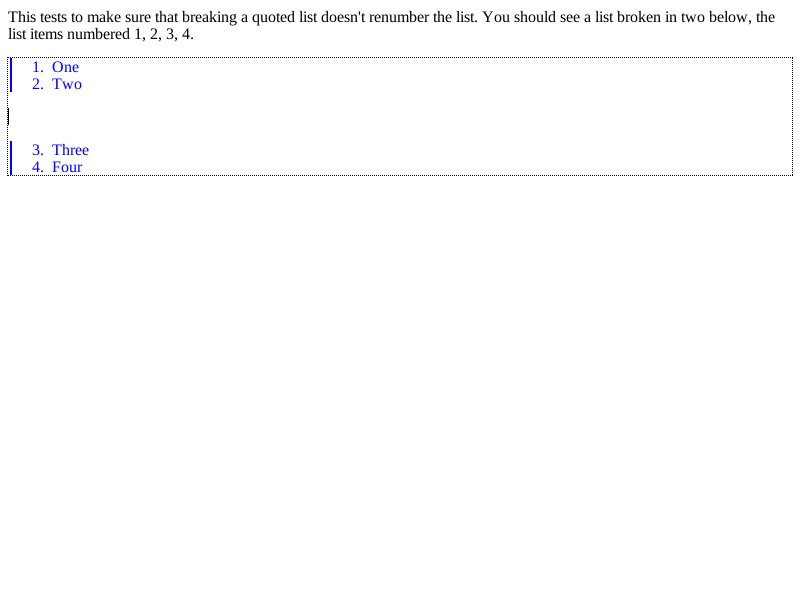 This tests to make sure that breaking a quoted list doesn't renumber the list. You should see a list broken in two below, the
list items numbered 1, 2, 3, 4.
1. One
2. Two
3. Three
4. Four